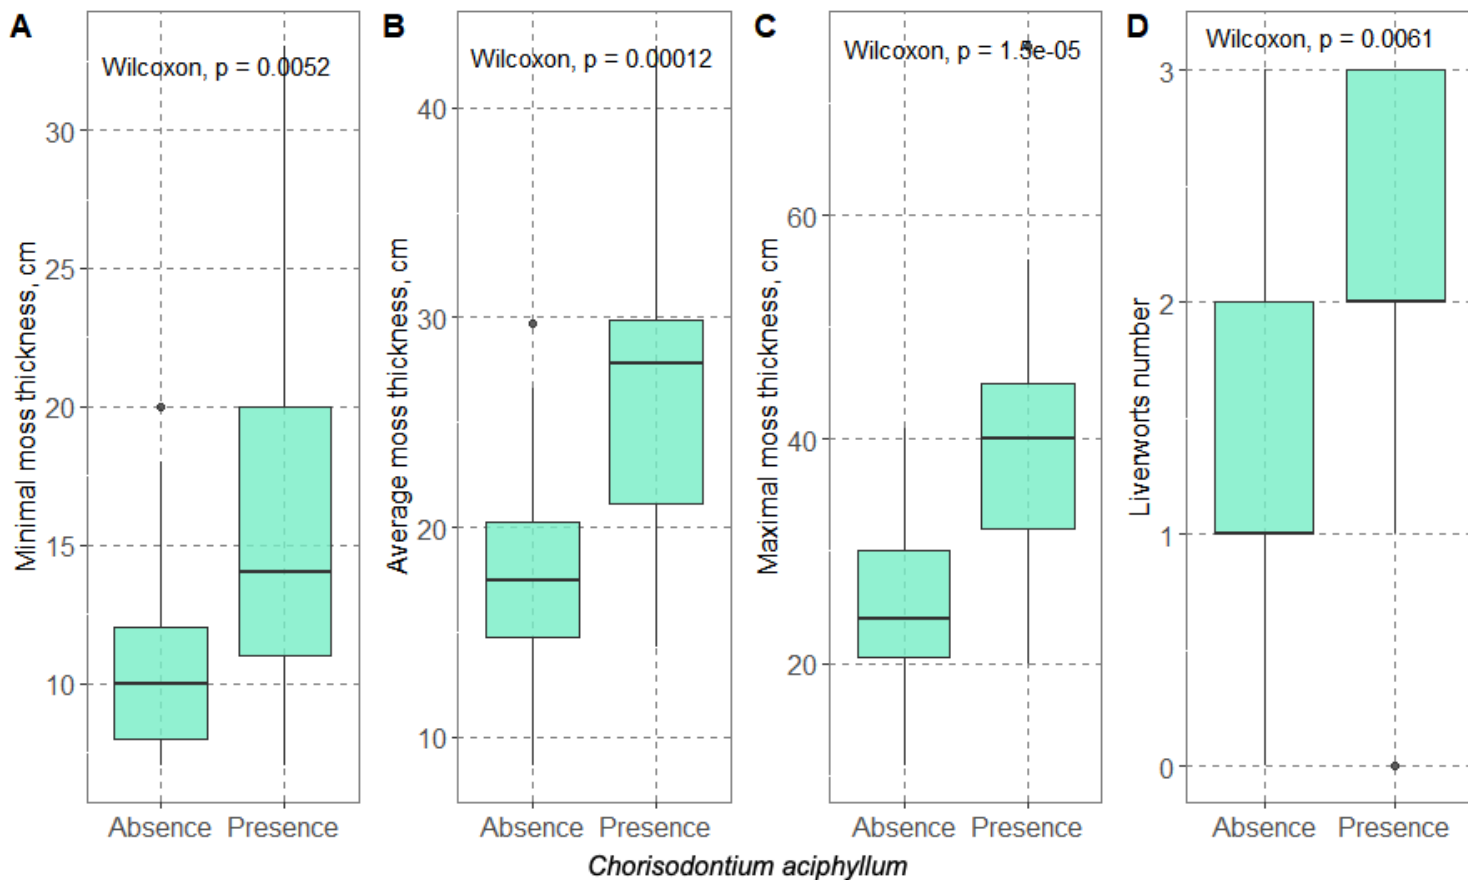 A
Wilcoxon, p = 0.0052
Minimal moss thickness, cm
30
25
20
15
10
Absence Presence
B
Wilcoxon, p = 0.00012
Average moss thickness, cm
40
30
20
10
Absence Presence
C
Wilcoxon, p = 1.5e-05
Maximal moss thickness, cm
60
40
20
Absence Presence
D
Wilcoxon, p = 0.0061
Liverworts number
3
2
1
0
Absence Presence
Chorisodontium aciphyllum